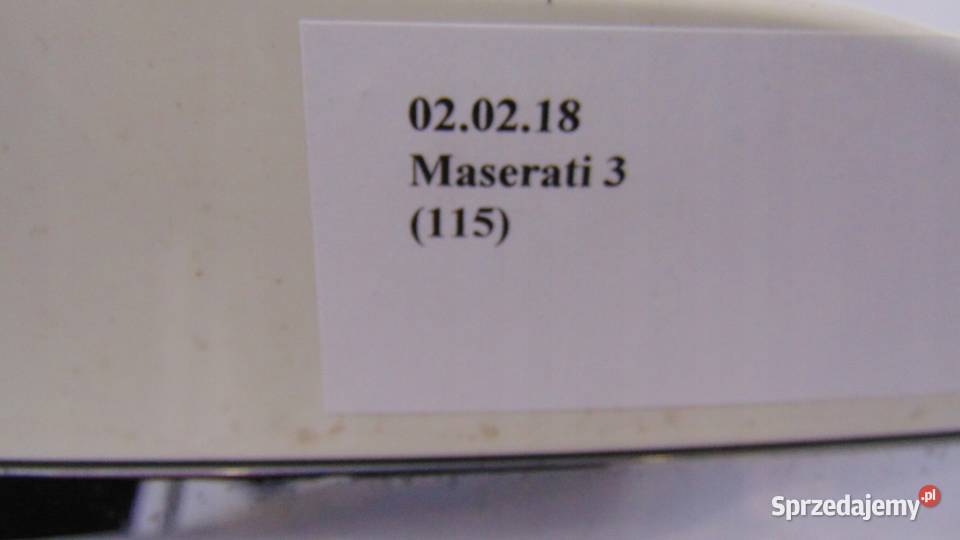 02.02.18
Maserati 3
(115)
Sprzedajemy.pl